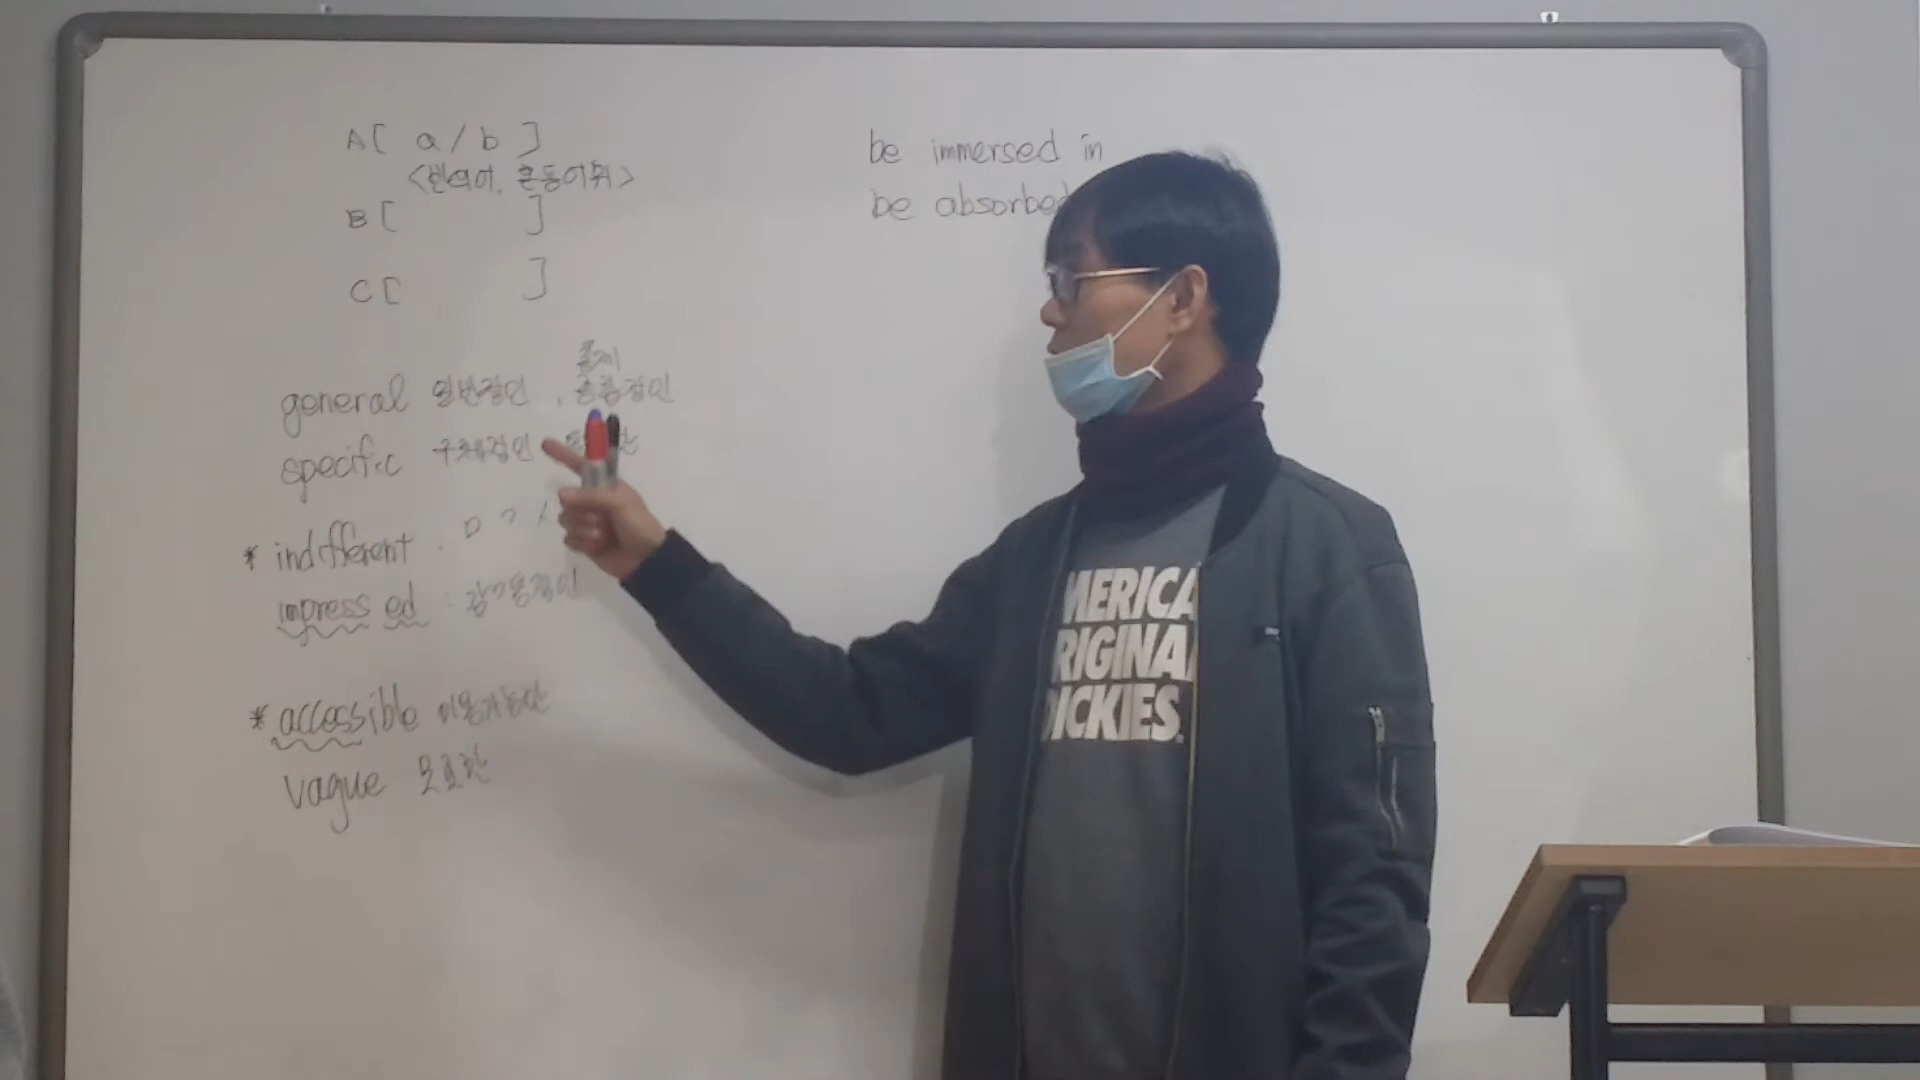 A[ a / b ]
<반의어, 혼동어휘>
B[ ]
C[ ]
be immersed in
be absorbed
general 일반적인,
specific 구체적인
* indifferent
impressed : 감동적인
* accessible 이용가능한
vague 모호한
MERICA
RIGINA
DICKIES